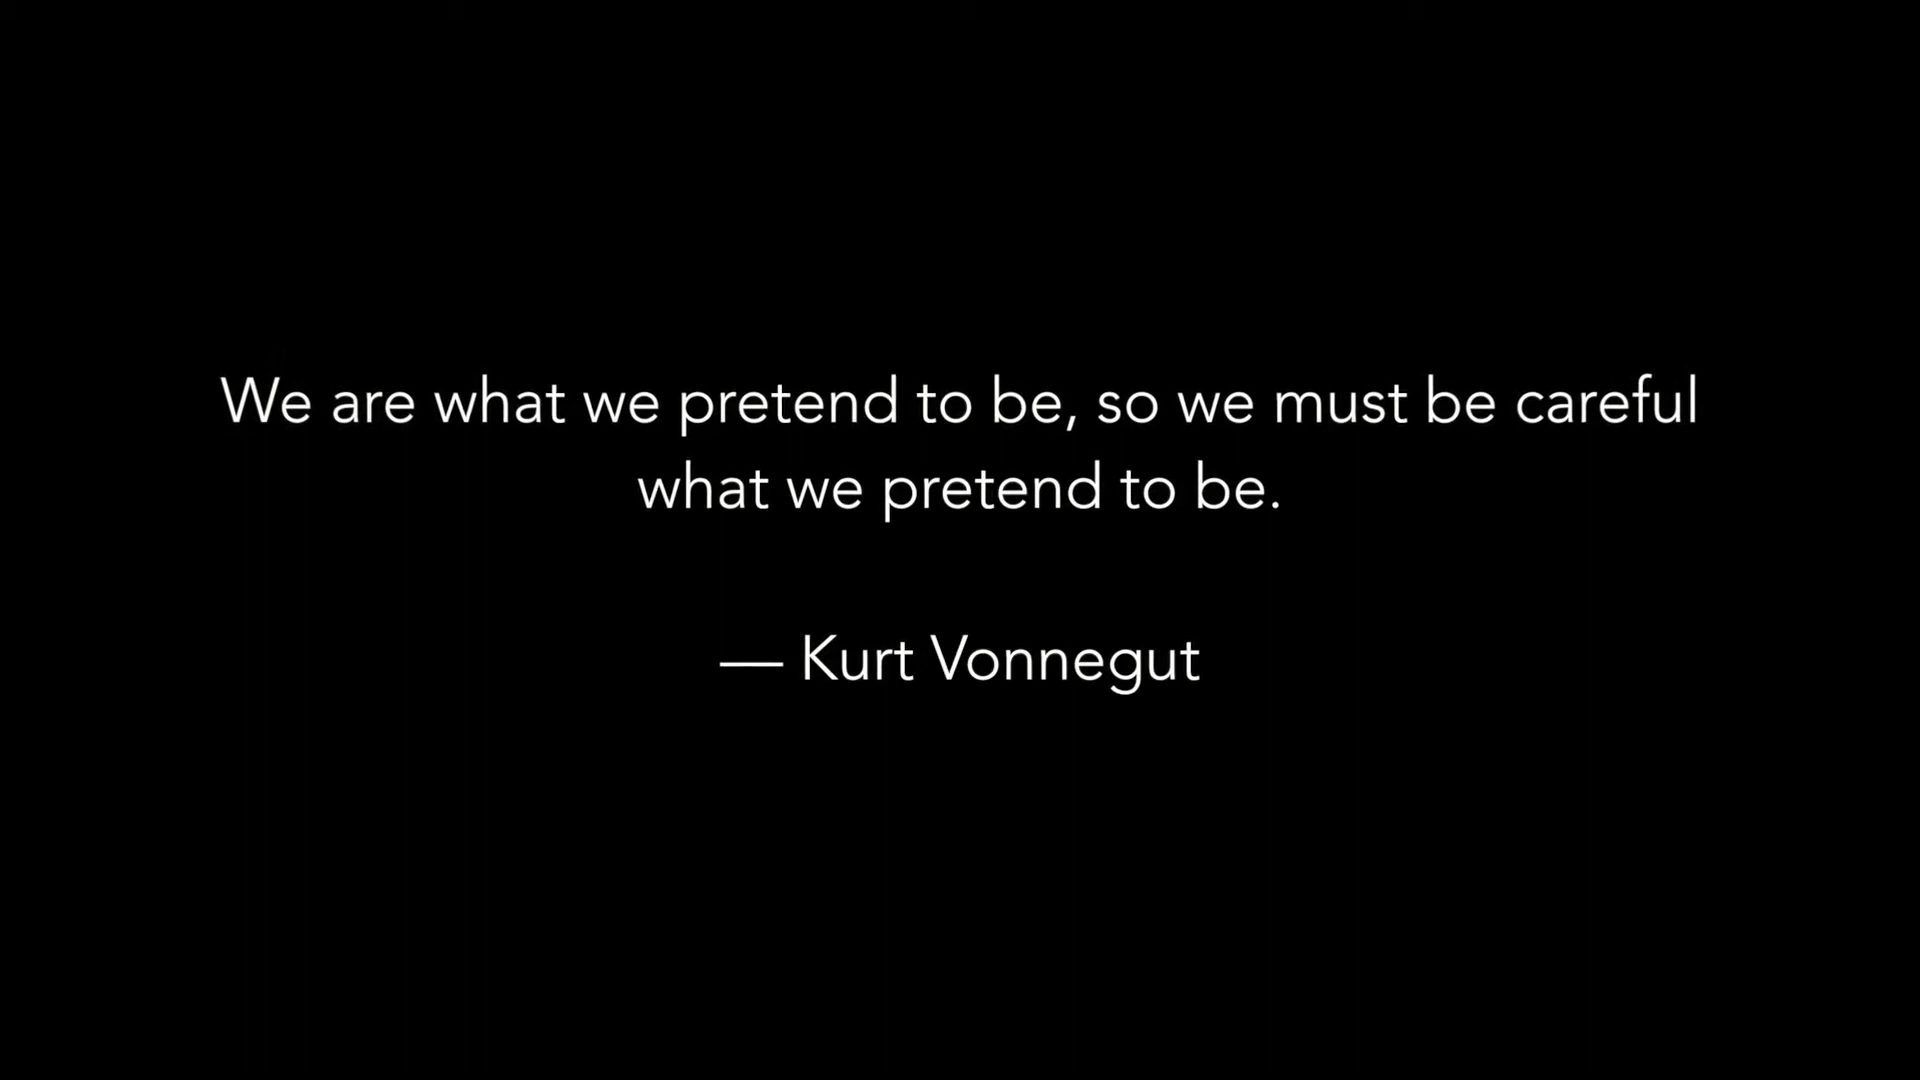 We are what we pretend to be, so we must be careful
what we pretend to be.
— Kurt Vonnegut